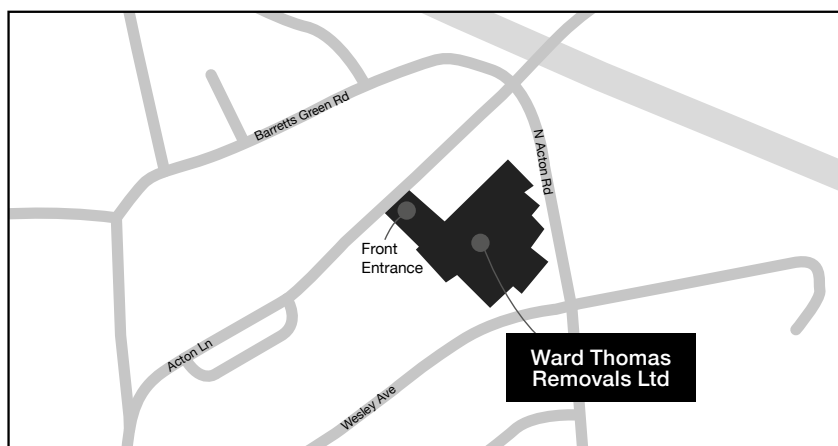 Barretts Green Rd
N Acton Rd
Front
Entrance
Acton Ln
Wesley Ave
Ward Thomas
Removals Ltd